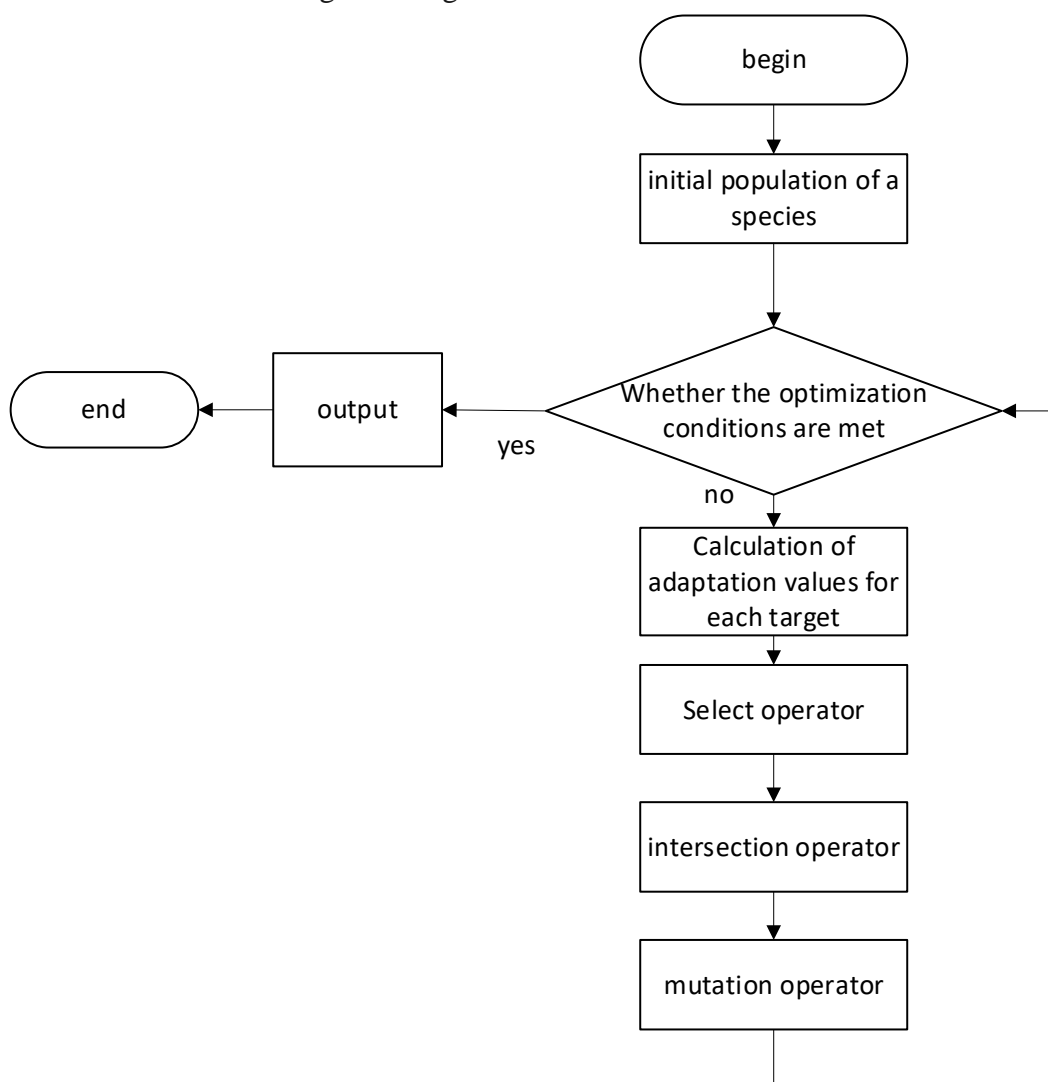 begin
initial population of a
species
Whether the optimization
conditions are met
end
output
yes
no
Calculation of
adaptation values for
each target
Select operator
intersection operator
mutation operator